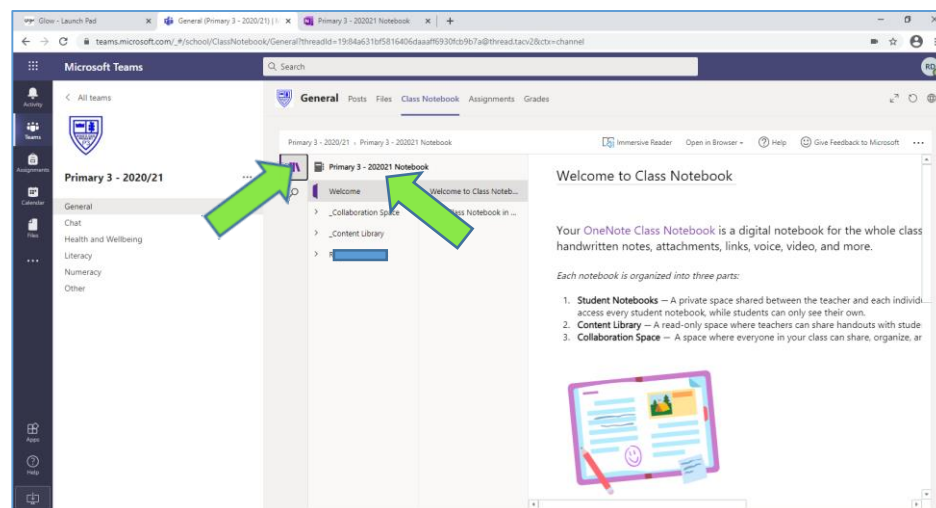 Glow - Launch Pad
General (Primary 3 - 2020/21) |
Primary 3 - 202021 Notebook
teams.microsoft.com/_#/school/ClassNotebook/General?threadId=19:84a631bf5816406daaaff6930fcb9b7a@thread.tacv2&ctx=channel
Microsoft Teams
Search
RD
Activity
Teams
Assignments
Calendar
Files
Apps
Help
All teams
Primary 3 - 2020/21
General
Chat
Health and Wellbeing
Literacy
Numeracy
Other
General Posts Files Class Notebook Assignments Grades
Primary 3 - 2020/21 › Primary 3 - 202021 Notebook
Immersive Reader Open in Browser Help Give Feedback to Microsoft
Primary 3 - 202021 Notebook
Welcome
_Collaboration Space
_Content Library
Welcome to Class Noteb...
Class Notebook in ...
Welcome to Class Notebook
Your OneNote Class Notebook is a digital notebook for the whole class
handwritten notes, attachments, links, voice, video, and more.
Each notebook is organized into three parts:
1. Student Notebooks — A private space shared between the teacher and each individu
access every student notebook, while students can only see their own.
2. Content Library — A read-only space where teachers can share handouts with stude
3. Collaboration Space — A space where everyone in your class can share, organize, ar